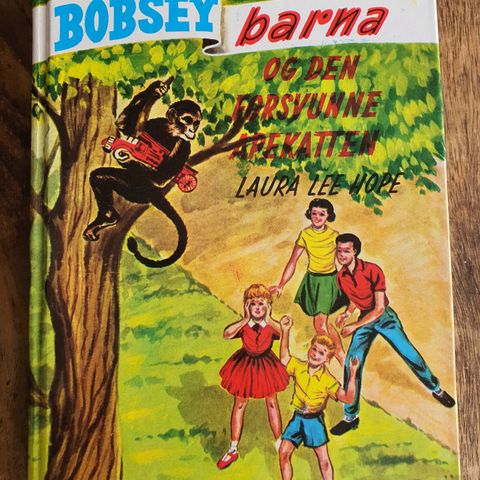 BOBSEY barna
OG DEN
FORSVUNNE
APEKATTEN
LAURA LEE HOPE